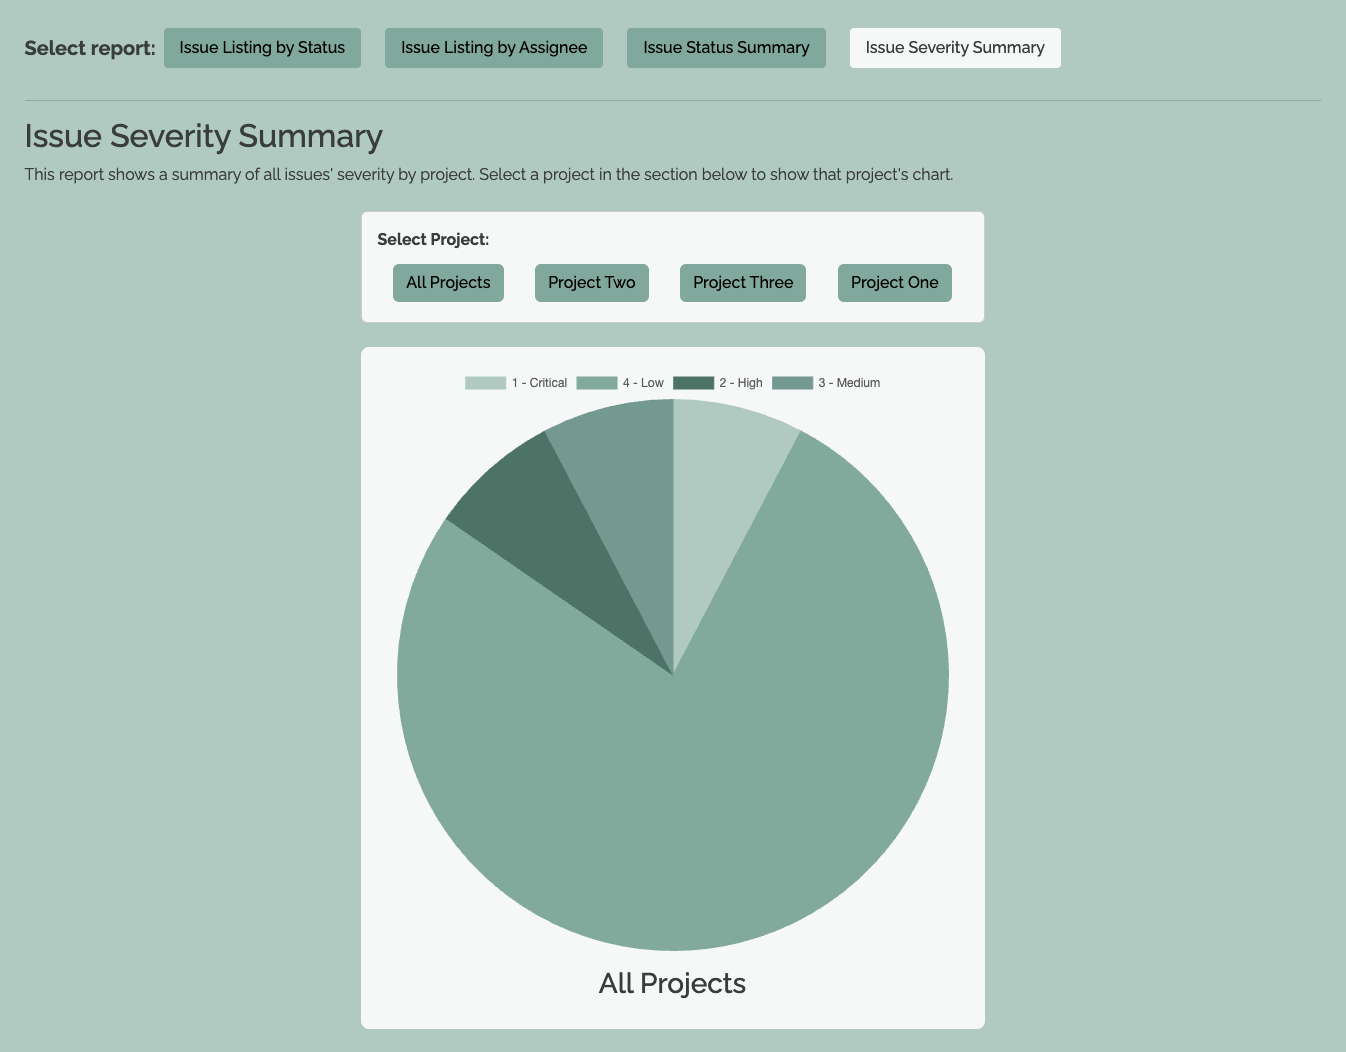 Select report: Issue Listing by Status Issue Listing by Assignee Issue Status Summary Issue Severity Summary
Issue Severity Summary
This report shows a summary of all issues' severity by project. Select a project in the section below to show that project's chart.
Select Project:
All Projects Project Two Project Three Project One
1 - Critical 4 - Low 2 - High 3 - Medium
All Projects